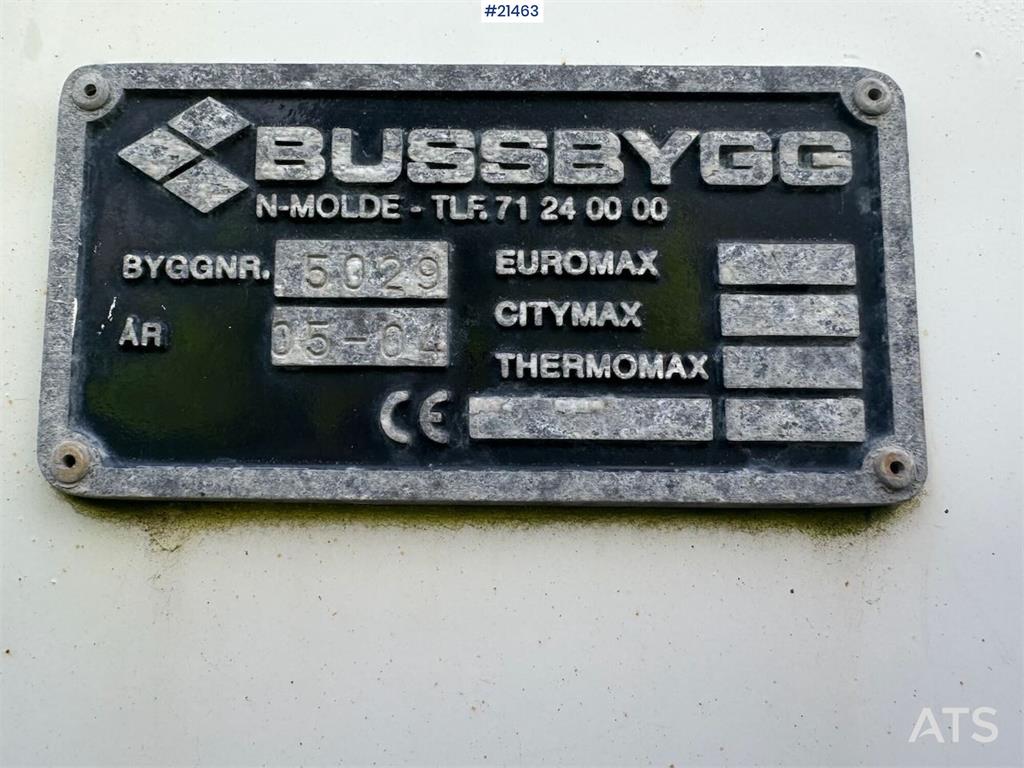 #21463
BUSSBYGG
N-MOLDE - TLF. 71 24 00 00
BYGGNR. 5029
ÅR 05-04
EUROMAX
CITYMAX
THERMOMAX
CE
ATS